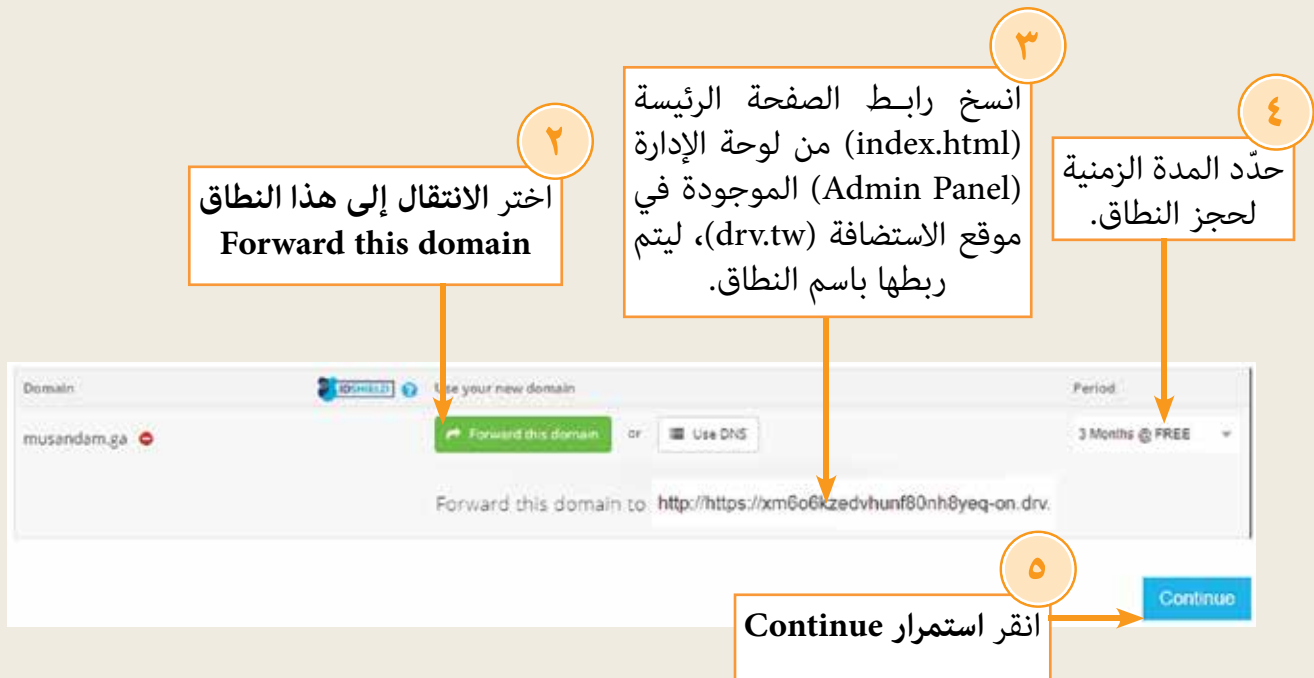 ٣
انسخ رابط الصفحة الرئيسة
(index.html) من لوحة الإدارة
(Admin Panel) الموجودة في
موقع الاستضافة (drv.tw)، ليتم
ربطها باسم النطاق.
٤
حدّد المدة الزمنية
لحجز النطاق.
٢
اختر الانتقال إلى هذا النطاق
Forward this domain
Domain IDSHIELD ? Use your new domain Period
musandam.ga Forward this domain or Use DNS 3 Months @ FREE
Forward this domain to http://https://xm6o6kzedvhunf80nh8yeq-on.drv.
٥
انقر استمرار Continue
Continue